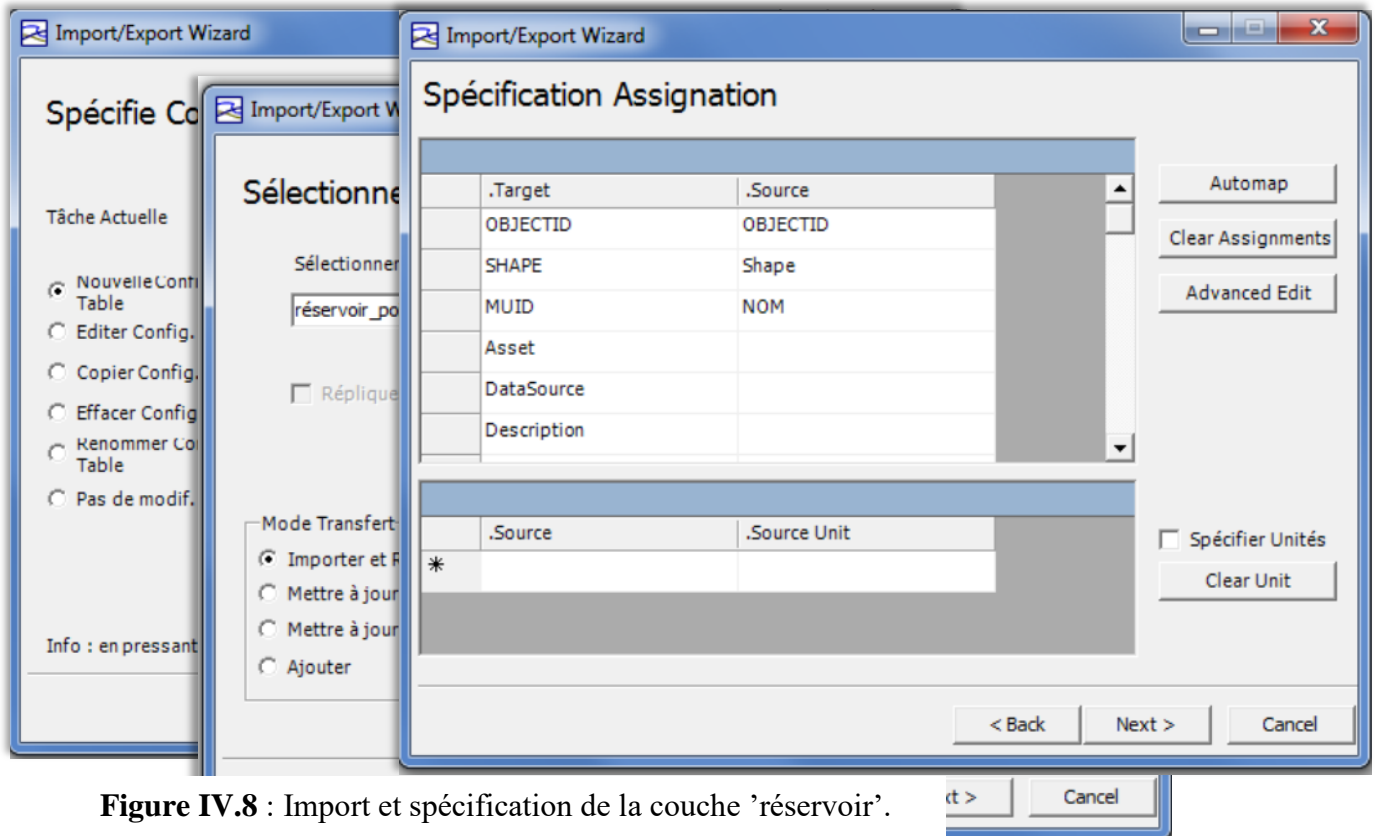 Import/Export Wizard
Spécifie Co
Tâche Actuelle
Nouvelle Confi
Table
Editer Config.
Copier Config.
Effacer Config
Renommer Co
Table
Pas de modif.
Info : en pressant
Import/Export W
Sélectionne
Sélectionner
réservoir_po
Réplique
Mode Transfert
Importer et R
Mettre à jour
Mettre à jour
Ajouter
Import/Export Wizard
Spécification Assignation
.Target .Source
OBJECTID OBJECTID
SHAPE Shape
MUID NOM
Asset
DataSource
Description
Automap
Clear Assignments
Advanced Edit
.Source .Source Unit
Spécifier Unités
Clear Unit
< Back Next > Cancel
xt > Cancel
Figure IV.8 : Import et spécification de la couche ’réservoir’.